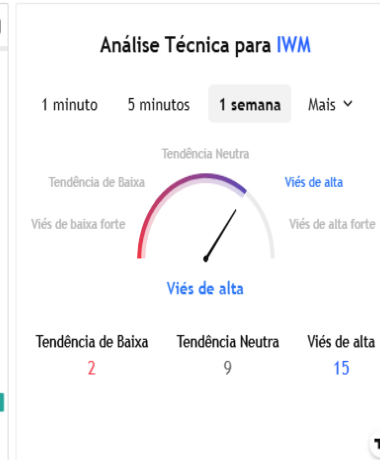 Análise Técnica para IWM
1 minuto 5 minutos 1 semana Mais
Tendência Neutra
Tendência de Baixa Viés de alta
Viés de baixa forte Viés de alta forte
Viés de alta
Tendência de Baixa Tendência Neutra Viés de alta
2 9 15